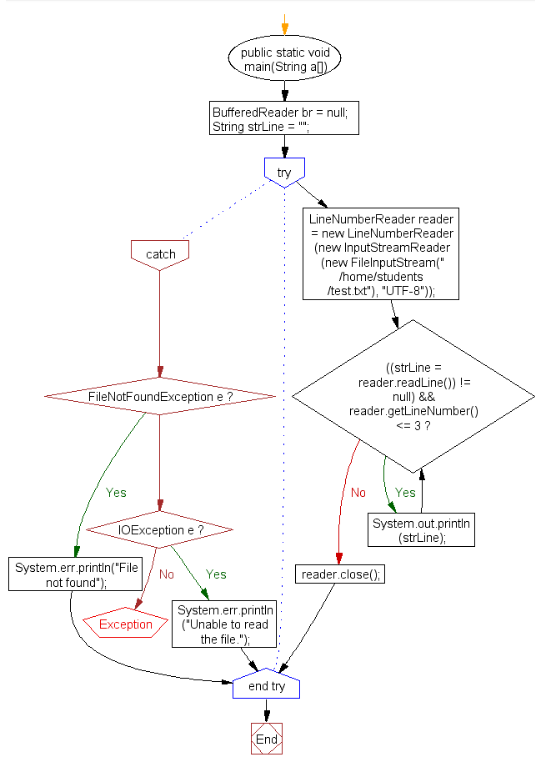 public static void
main(String a[])
BufferedReader br = null;
String strLine = "";
try
LineNumberReader reader
= new LineNumberReader
(new InputStreamReader
(new FileInputStream("
/home/students
/test.txt"), "UTF-8"));
catch
((strLine =
reader.readLine()) !=
null) &&
reader.getLineNumber()
<= 3 ?
FileNotFoundException e ?
Yes
No
Yes
IOException e ?
System.out.println
(strLine);
System.err.println("File
not found");
No
Yes
reader.close();
Exception
System.err.println
("Unable to read
the file.");
end try
End